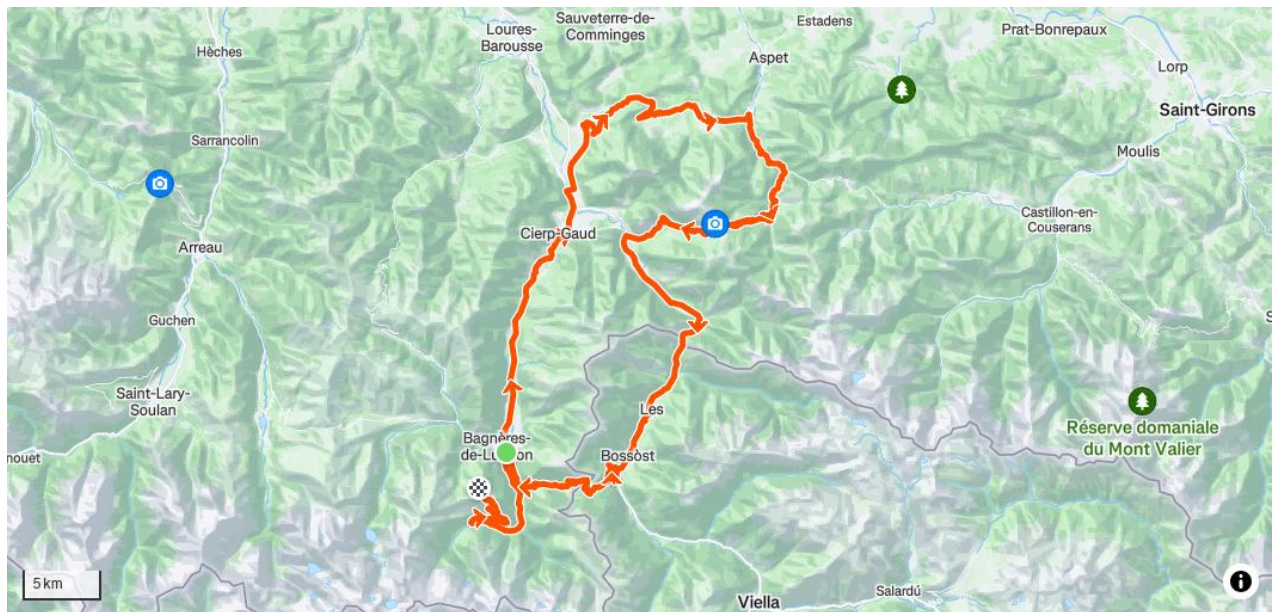 Sauveterre-de-
Comminges
Estadens
Loures-
Barousse
Prat-Bonrepaux
Hèches
Aspet
Lorp
Saint-Girons
Sarrancolin
Moulis
Castillon-en-
Couserans
Cierp-Gaud
Arreau
Guchen
S
Saint-Lary-
Soulan
Les
Réserve domaniale
du Mont Valier
Bagnères-
de-Luchon
nouet
Bossòst
5 km
Salardú
Viella